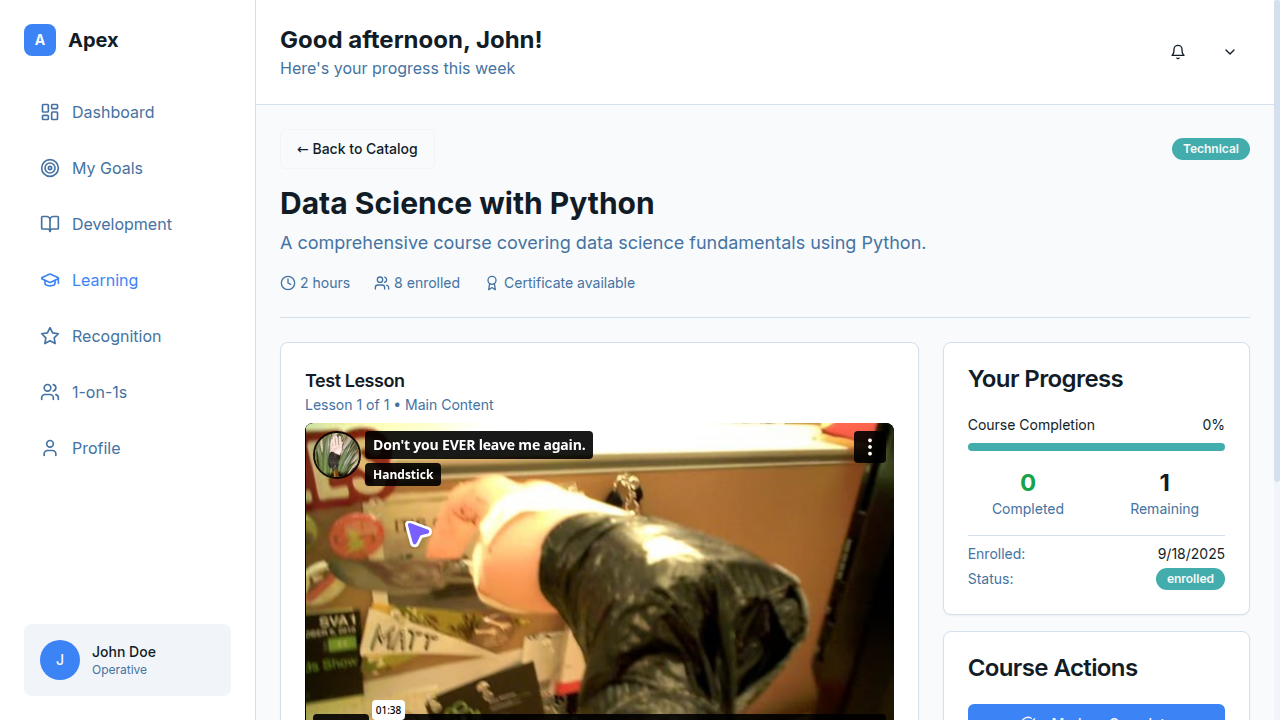 A
Apex
Dashboard
My Goals
Development
Learning
Recognition
1-on-1s
Profile
J
John Doe
Operative
Good afternoon, John!
Here's your progress this week
← Back to Catalog
Technical
Data Science with Python
A comprehensive course covering data science fundamentals using Python.
2 hours
8 enrolled
Certificate available
Test Lesson
Lesson 1 of 1 • Main Content
Don't you EVER leave me again.
Handstick
SVA1
MATT
ds Show
01:38
Your Progress
Course Completion
0%
0
Completed
1
Remaining
Enrolled:
9/18/2025
Status:
enrolled
Course Actions